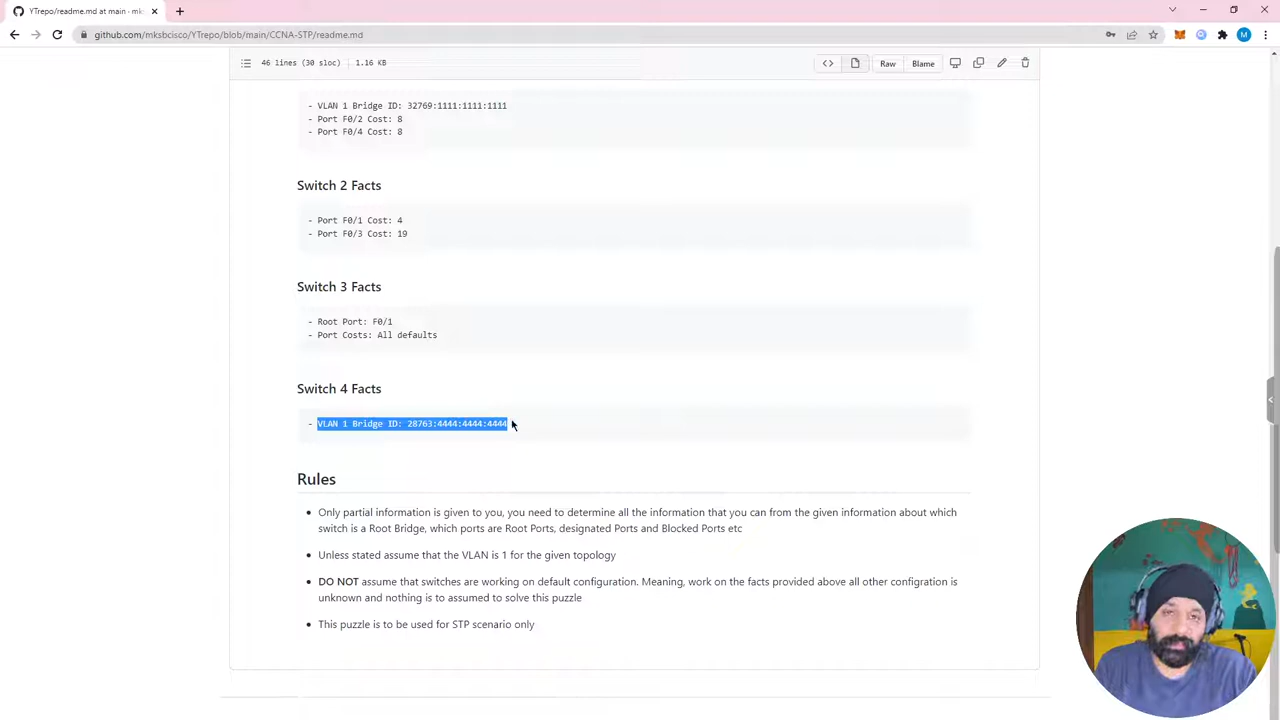 YTrepo/readme.md at main · mks
github.com/mksbcisco/YTrepo/blob/main/CCNA-STP/readme.md
M
46 lines (30 sloc) 1.16 KB
Raw
Blame
- VLAN 1 Bridge ID: 32769:1111:1111:1111
- Port F0/2 Cost: 8
- Port F0/4 Cost: 8
Switch 2 Facts
- Port F0/1 Cost: 4
- Port F0/3 Cost: 19
Switch 3 Facts
- Root Port: F0/1
- Port Costs: All defaults
Switch 4 Facts
- VLAN 1 Bridge ID: 28763:4444:4444:4444
Rules
Only partial information is given to you, you need to determine all the information that you can from the given information about which
switch is a Root Bridge, which ports are Root Ports, designated Ports and Blocked Ports etc
Unless stated assume that the VLAN is 1 for the given topology
DO NOT assume that switches are working on default configuration. Meaning, work on the facts provided above all other configration is
unknown and nothing is to assumed to solve this puzzle
This puzzle is to be used for STP scenario only